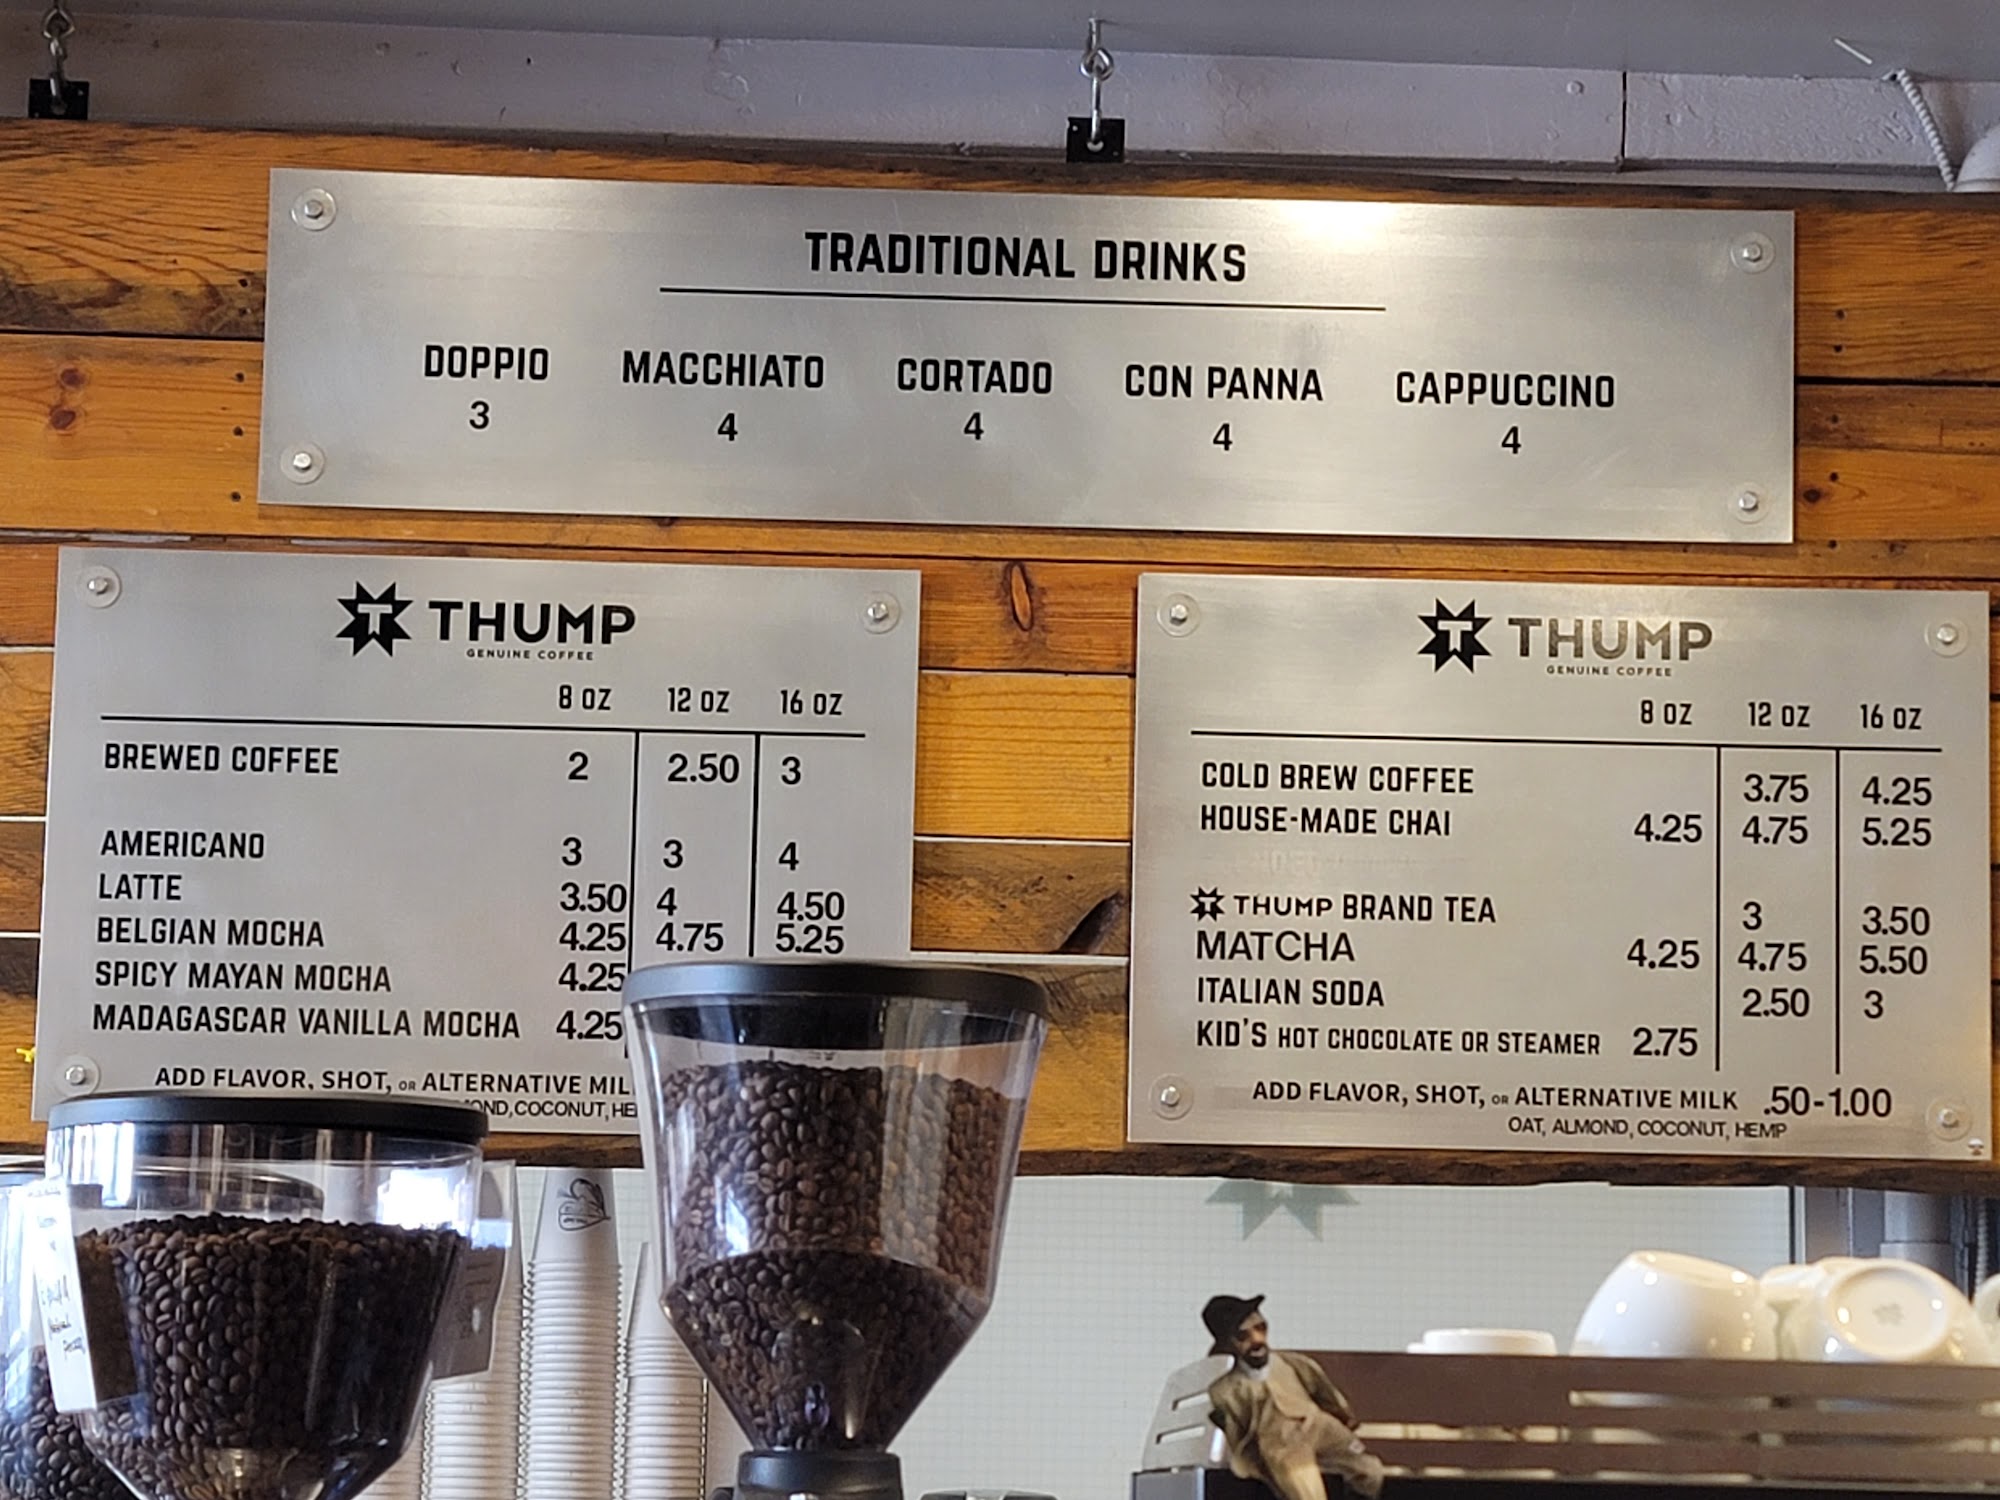 TRADITIONAL DRINKS
DOPPIO MACCHIATO CORTADO CON PANNA CAPPUCCINO
3 4 4 4 4
T THUMP
GENUINE COFFEE
8 OZ 12 OZ 16 OZ
BREWED COFFEE 2 2.50 3
AMERICANO 3 3 4
LATTE 3.50 4 4.50
BELGIAN MOCHA 4.25 4.75 5.25
SPICY MAYAN MOCHA 4.25
MADAGASCAR VANILLA MOCHA 4.25
ADD FLAVOR, SHOT, OR ALTERNATIVE
COCONUT,
T THUMP
GENUINE COFFEE
8 OZ 12 OZ 16 OZ
COLD BREW COFFEE 3.75 4.25
HOUSE-MADE CHAI 4.25 4.75 5.25
T THUMP BRAND TEA 3 3.50
MATCHA 4.25 4.75 5.50
ITALIAN SODA 2.50 3
KID'S HOT CHOCOLATE OR STEAMER 2.75
ADD FLAVOR, SHOT, OR ALTERNATIVE MILK .50-1.00
OAT, ALMOND, COCONUT, HEMP